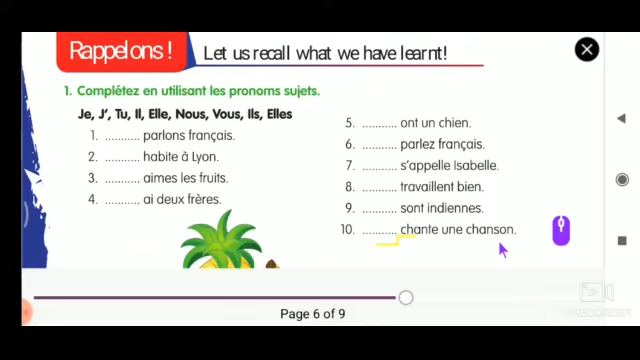 Rappelons !
Let us recall what we have learnt!
1. Complétez en utilisant les pronoms sujets.
Je, J', Tu, Il, Elle, Nous, Vous, Ils, Elles
1. ........... parlons français.
2. ........... habite à Lyon.
3. ........... aimes les fruits.
4. ........... ai deux frères.
5. ........... ont un chien.
6. ........... parlez français.
7. ........... s'appelle Isabelle.
8. ........... travaillent bien.
9. ........... sont indiennes.
10. ........... chante une chanson.
Page 6 of 9
RECORDER